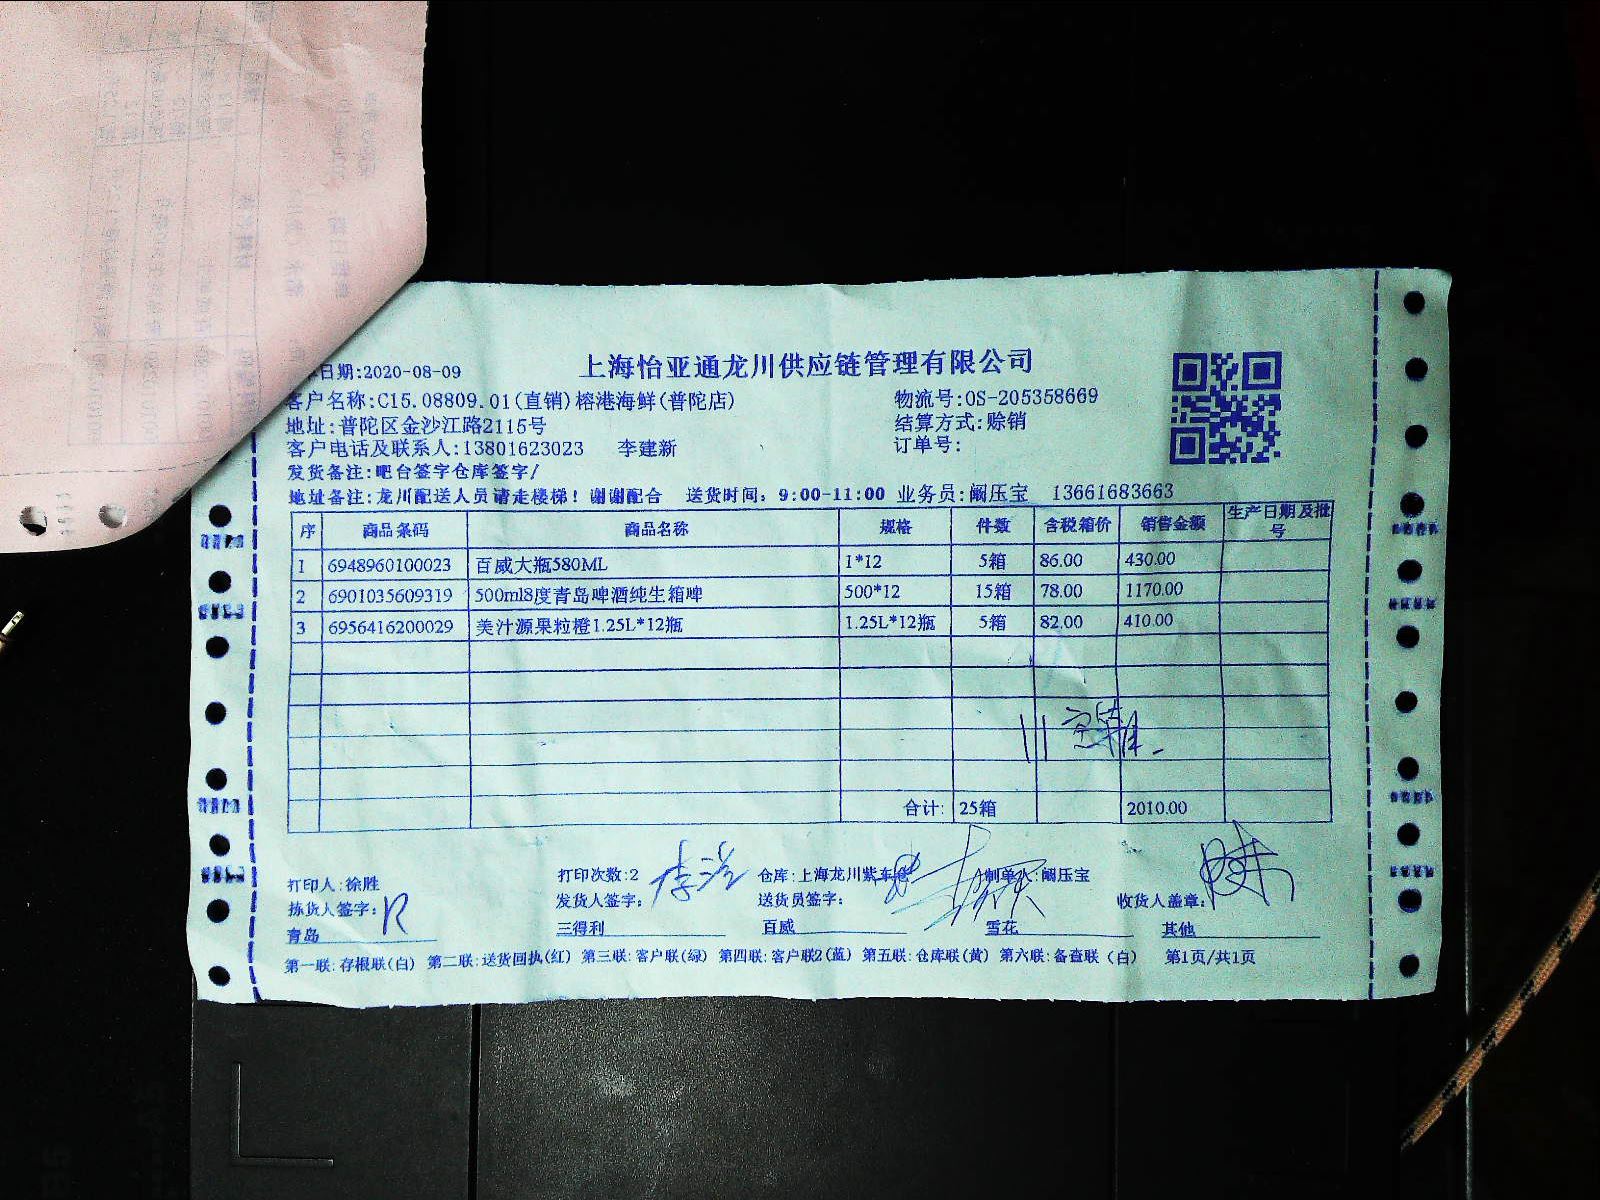 日期:2020-08-09
上海怡亚通龙川供应链管理有限公司
客户名称:C15.08809.01(直销)榕港海鲜(普陀店)
物流号:OS-205358669
地址:普陀区金沙江路2115号
结算方式:赊销
客户电话及联系人:13801623023 李建新
订单号:
发货备注:吧台签字仓库签字/
地址备注:龙川配送人员请走楼梯！谢谢配合 送货时间：9:00-11:00 业务员:阚压宝 13661683663
序 商品条码 商品名称 规格 件数 含税箱价 销售金额 生产日期及批号
1 6948960100023 百威大瓶580ML 1*12 5箱 86.00 430.00
2 6901035609319 500ml8度青岛啤酒纯生箱啤 500*12 15箱 78.00 1170.00
3 6956416200029 美汁源果粒橙1.25L*12瓶 1.25L*12瓶 5箱 82.00 410.00
合计: 25箱 2010.00
打印人:徐胜 打印次数:2 仓库:上海龙川紫车 制单人:阚压宝
拣货人签字: 发货人签字: 送货员签字: 收货人盖章:
青岛 三得利 百威 雪花 其他
第一联:存根联(白) 第二联:送货回执(红) 第三联:客户联(绿) 第四联:客户联2(蓝) 第五联:仓库联(黄) 第六联:备查联（白） 第1页/共1页